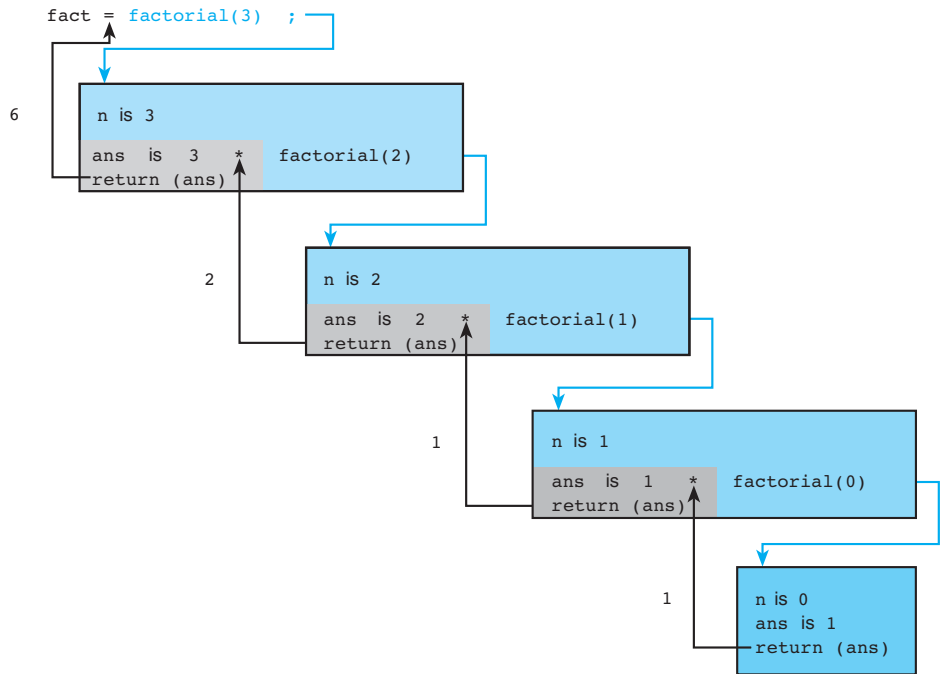 fact = factorial(3) ;
6
n is 3
ans is 3 * factorial(2)
return (ans)
2
n is 2
ans is 2 * factorial(1)
return (ans)
1
n is 1
ans is 1 * factorial(0)
return (ans)
1
n is 0
ans is 1
return (ans)